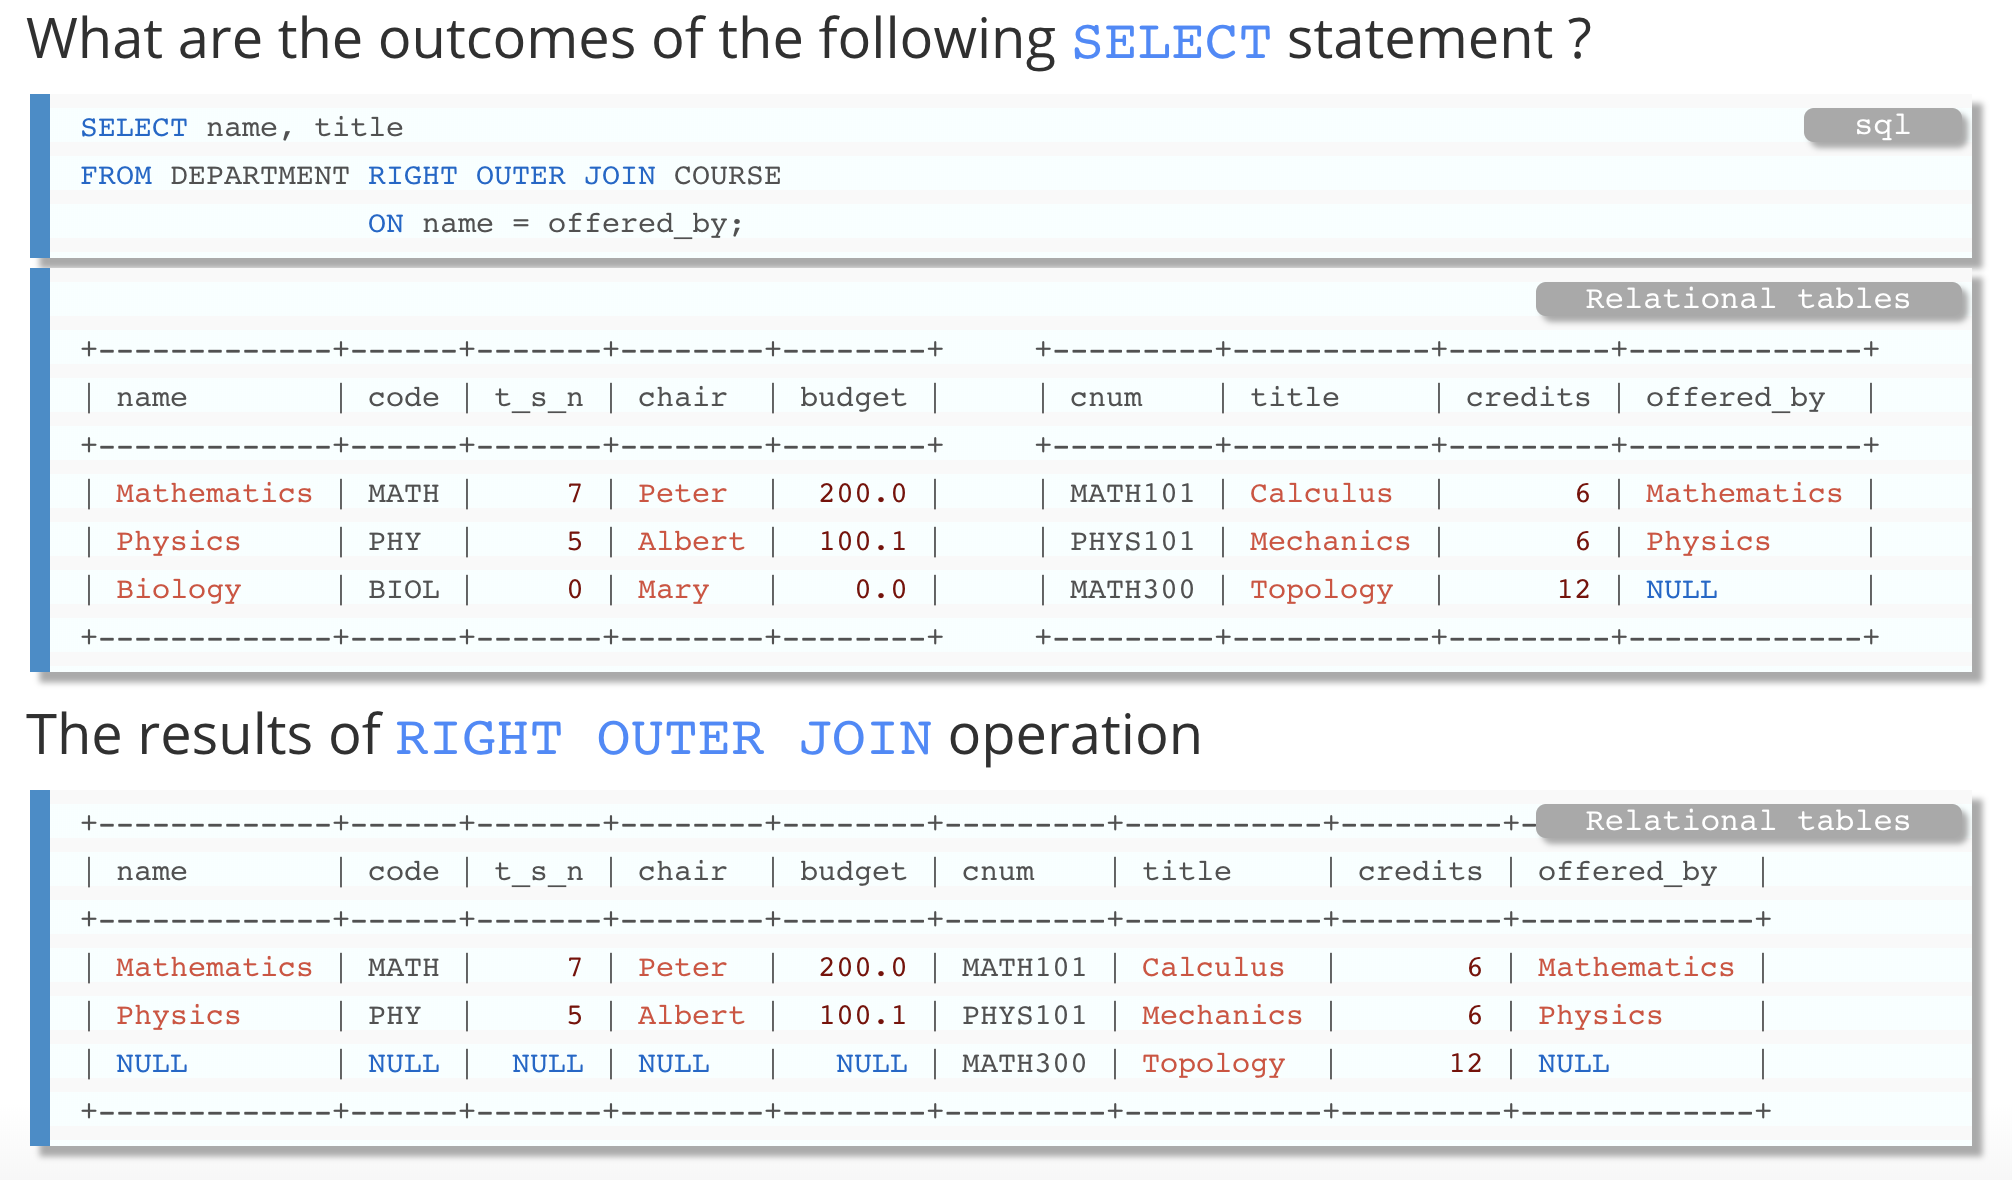 What are the outcomes of the following SELECT statement ?
sql
SELECT name, title
FROM DEPARTMENT RIGHT OUTER JOIN COURSE
                ON name = offered_by;
Relational tables
+-------------+------+-------+--------+--------+     +---------+-----------+---------+-------------+
| name        | code | t_s_n | chair  | budget |     | cnum    | title     | credits | offered_by  |
+-------------+------+-------+--------+--------+     +---------+-----------+---------+-------------+
| Mathematics | MATH |     7 | Peter  |  200.0 |     | MATH101 | Calculus  |       6 | Mathematics |
| Physics     | PHY  |     5 | Albert |  100.1 |     | PHYS101 | Mechanics |       6 | Physics     |
| Biology     | BIOL |     0 | Mary   |    0.0 |     | MATH300 | Topology  |      12 | NULL        |
+-------------+------+-------+--------+--------+     +---------+-----------+---------+-------------+
The results of RIGHT OUTER JOIN operation
Relational tables
+-------------+------+-------+--------+--------+---------+-----------+---------+-
| name        | code | t_s_n | chair  | budget | cnum    | title     | credits | offered_by  |
+-------------+------+-------+--------+--------+---------+-----------+---------+-------------+
| Mathematics | MATH |     7 | Peter  |  200.0 | MATH101 | Calculus  |       6 | Mathematics |
| Physics     | PHY  |     5 | Albert |  100.1 | PHYS101 | Mechanics |       6 | Physics     |
| NULL        | NULL |  NULL | NULL   |   NULL | MATH300 | Topology  |      12 | NULL        |
+-------------+------+-------+--------+--------+---------+-----------+---------+-------------+